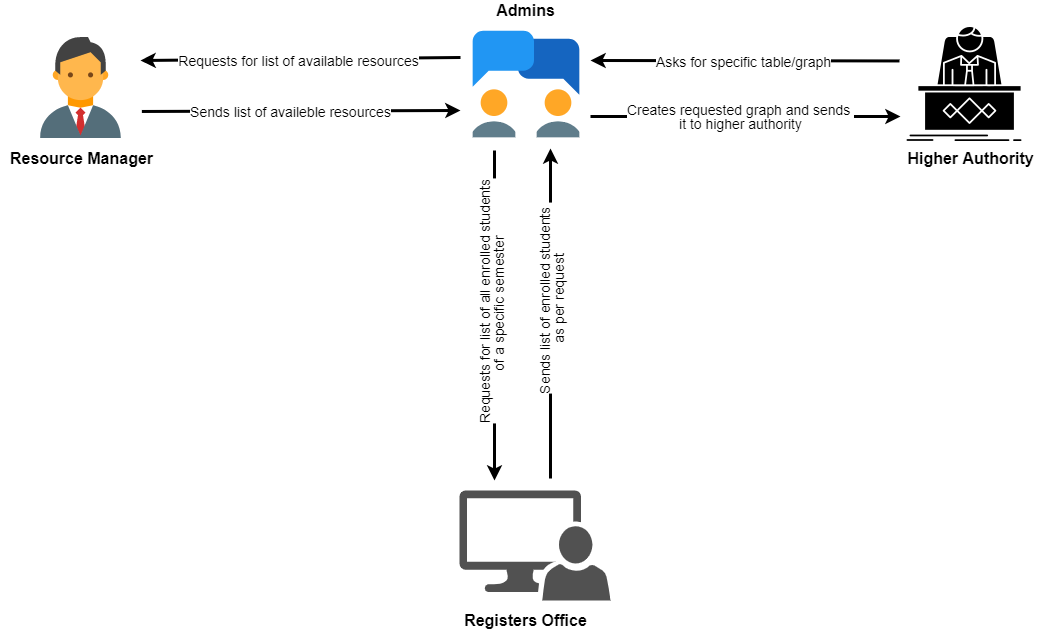 Admins
Requests for list of available resources
Asks for specific table/graph
Sends list of availeble resources
Creates requested graph and sends
it to higher authority
Resource Manager
Higher Authority
Requests for list of all enrolled students
of a specific semester
Sends list of enrolled students
as per request
Registers Office